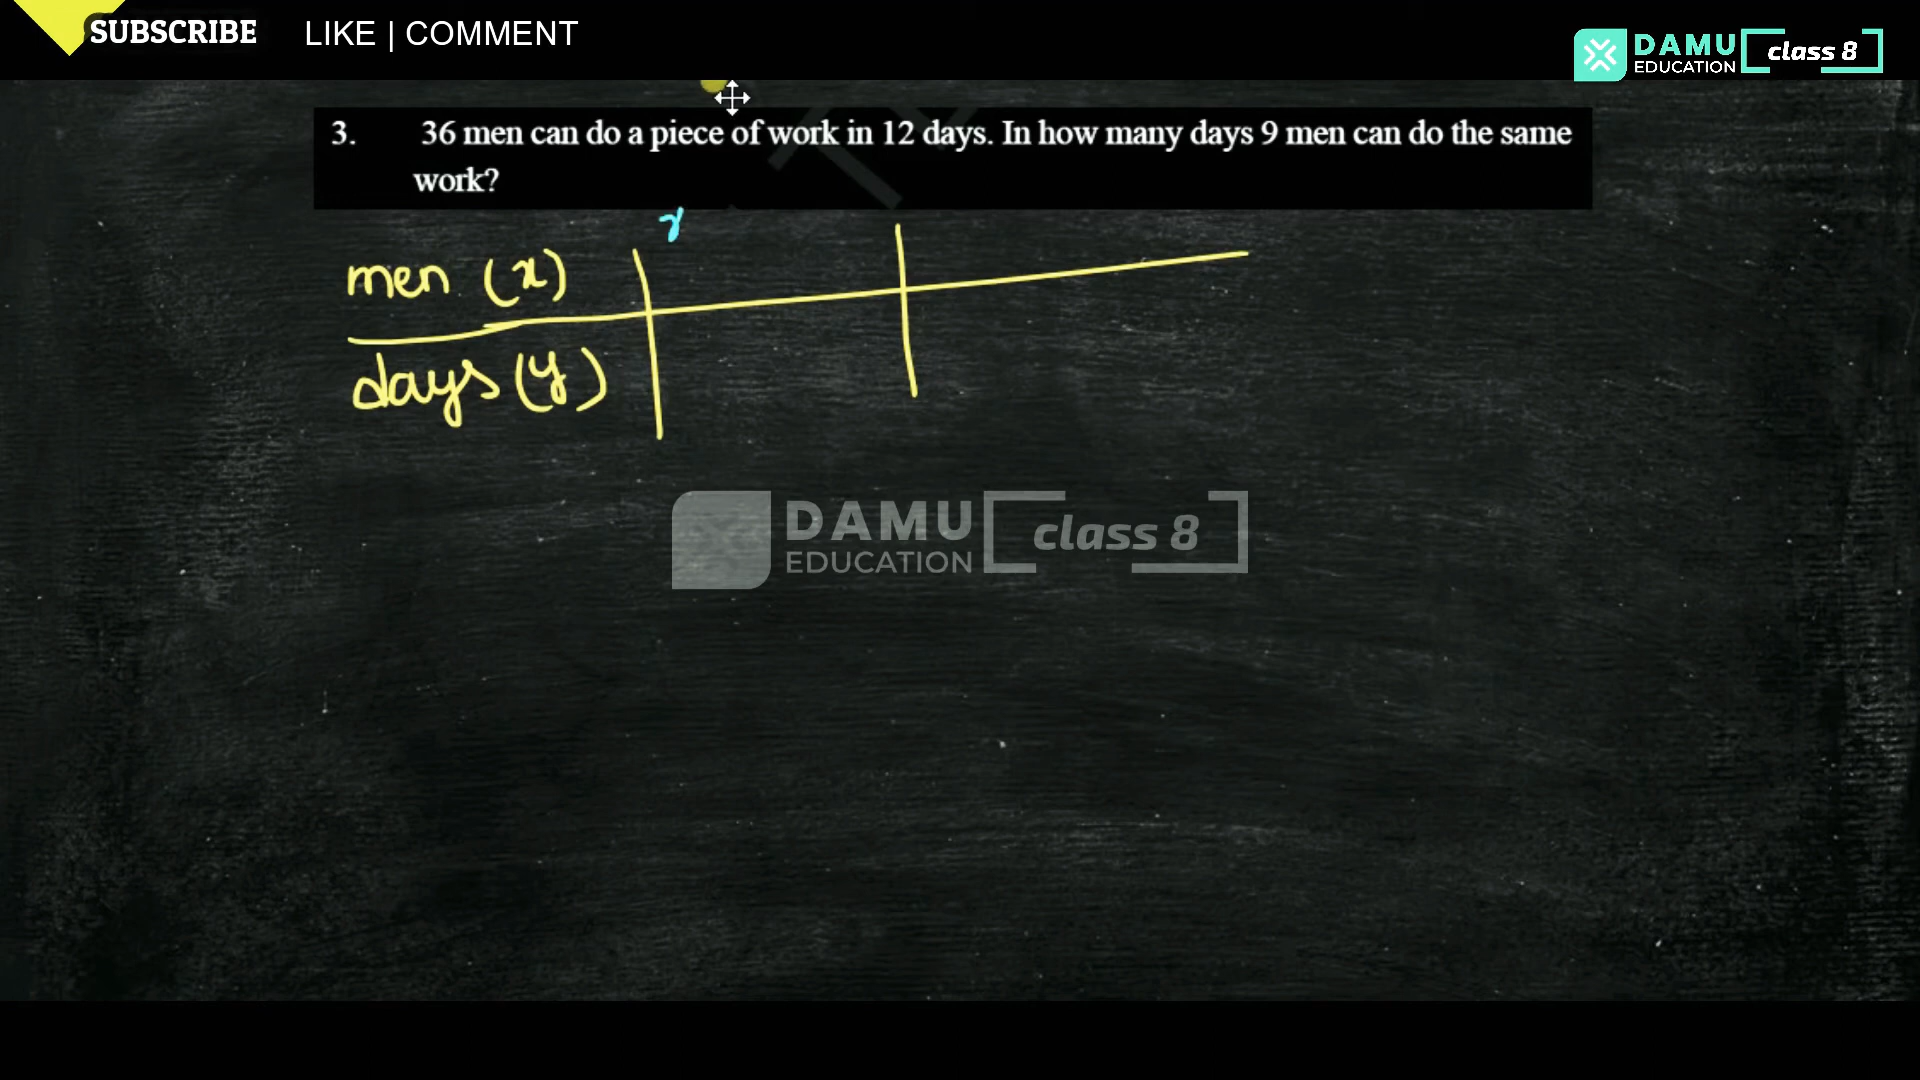 SUBSCRIBE LIKE | COMMENT
DAMU EDUCATION class 8
3. 36 men can do a piece of work in 12 days. In how many days 9 men can do the same
work?
men (x)
days (y)
DAMU EDUCATION class 8